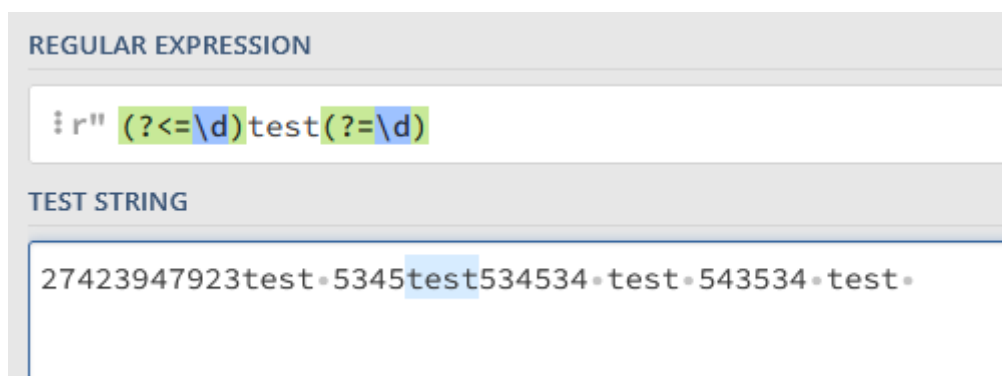 REGULAR EXPRESSION
r" (?<=\d)test(?=\d)
TEST STRING
27423947923test·5345test534534·test·543534·test·